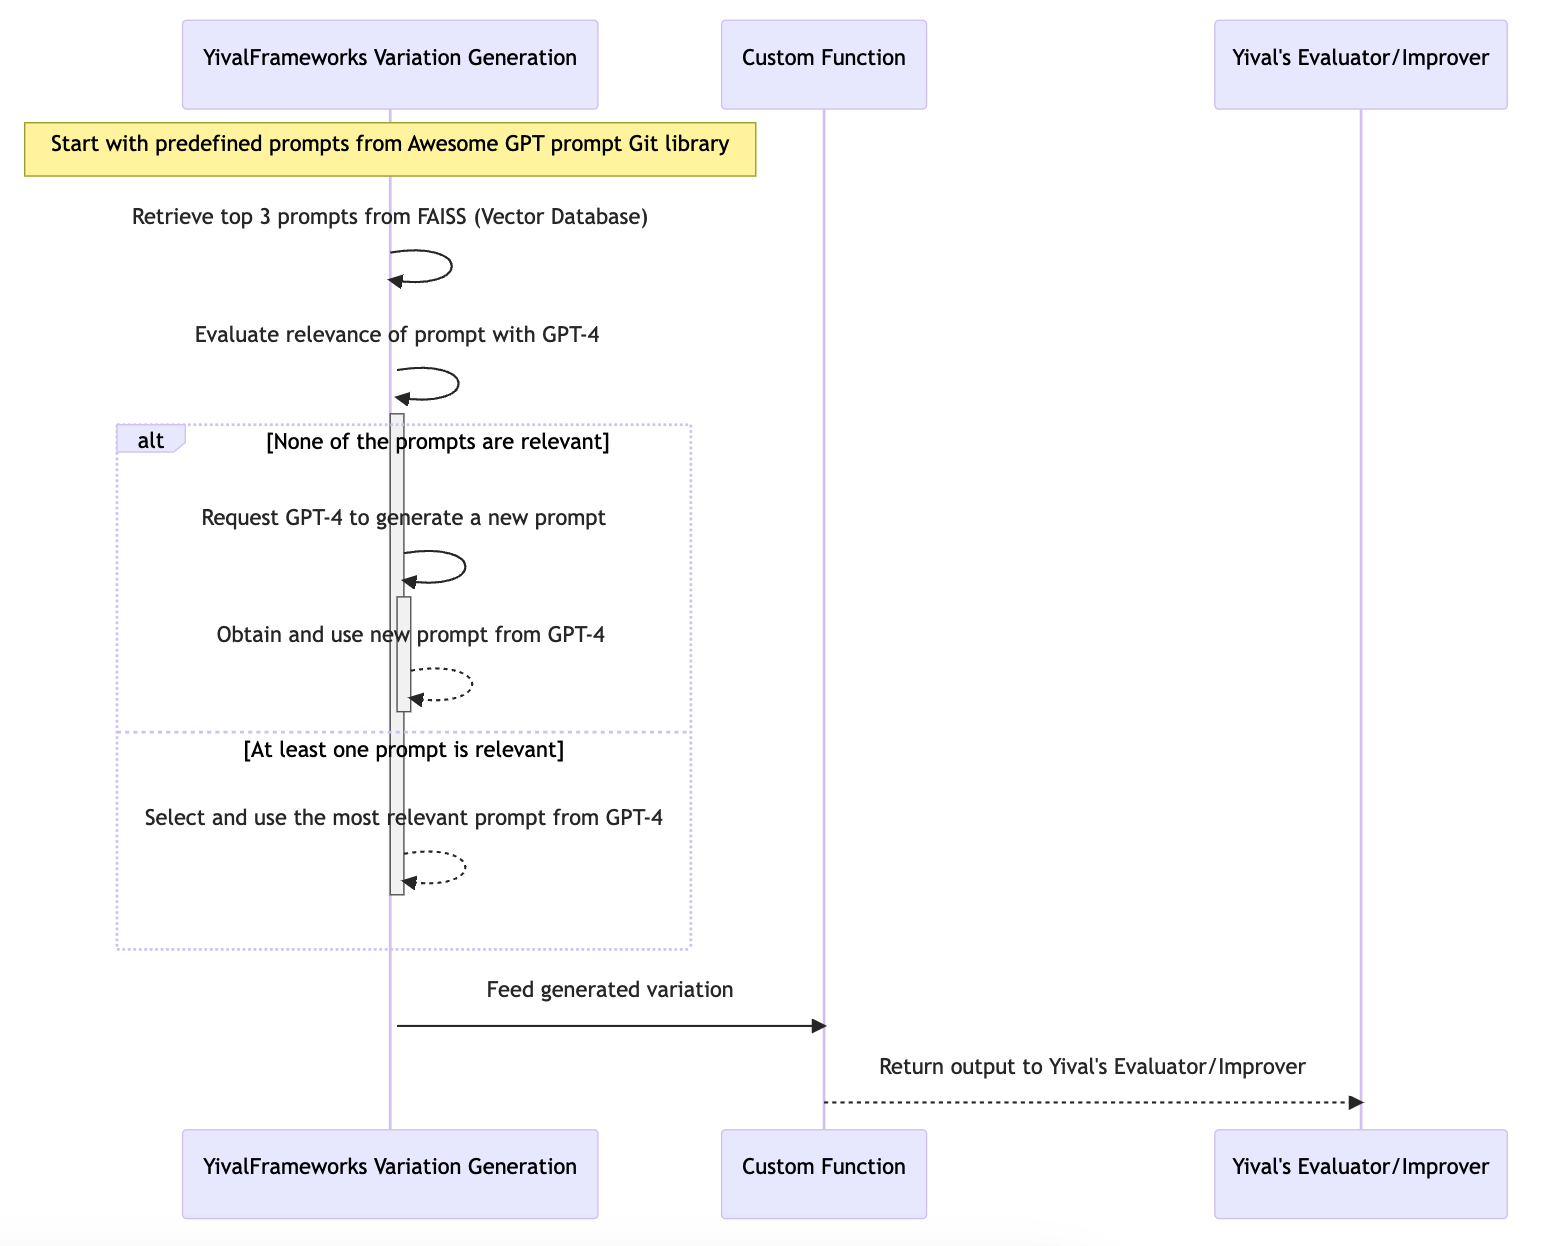 YivalFrameworks Variation Generation
Custom Function
Yival's Evaluator/Improver
Start with predefined prompts from Awesome GPT prompt Git library
Retrieve top 3 prompts from FAISS (Vector Database)
Evaluate relevance of prompt with GPT-4
alt
[None of the prompts are relevant]
Request GPT-4 to generate a new prompt
Obtain and use new prompt from GPT-4
[At least one prompt is relevant]
Select and use the most relevant prompt from GPT-4
Feed generated variation
Return output to Yival's Evaluator/Improver
YivalFrameworks Variation Generation
Custom Function
Yival's Evaluator/Improver